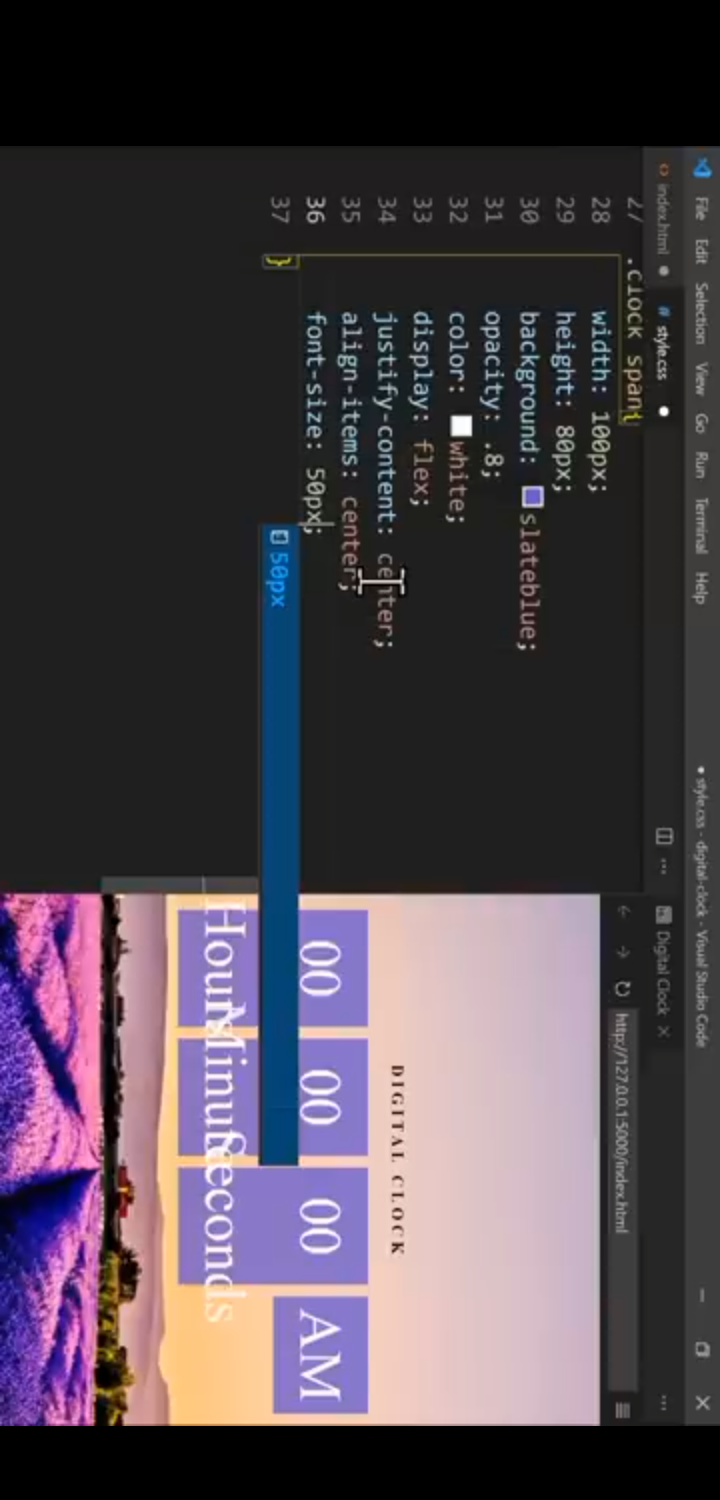 File Edit Selection View Go Run Terminal Help
● style.css - digital-clock - Visual Studio Code
index.html ●
# style.css ●
Digital Clock
http://127.0.0.1:5000/index.html
27 .clock span{
28 width: 100px;
29 height: 80px;
30 background: slateblue;
31 opacity: .8;
32 color: white;
33 display: flex;
34 justify-content: center;
35 align-items: center;
36 font-size: 50px;
37 }
50px
DIGITAL CLOCK
00 00 00 AM
Hours Minutes Seconds